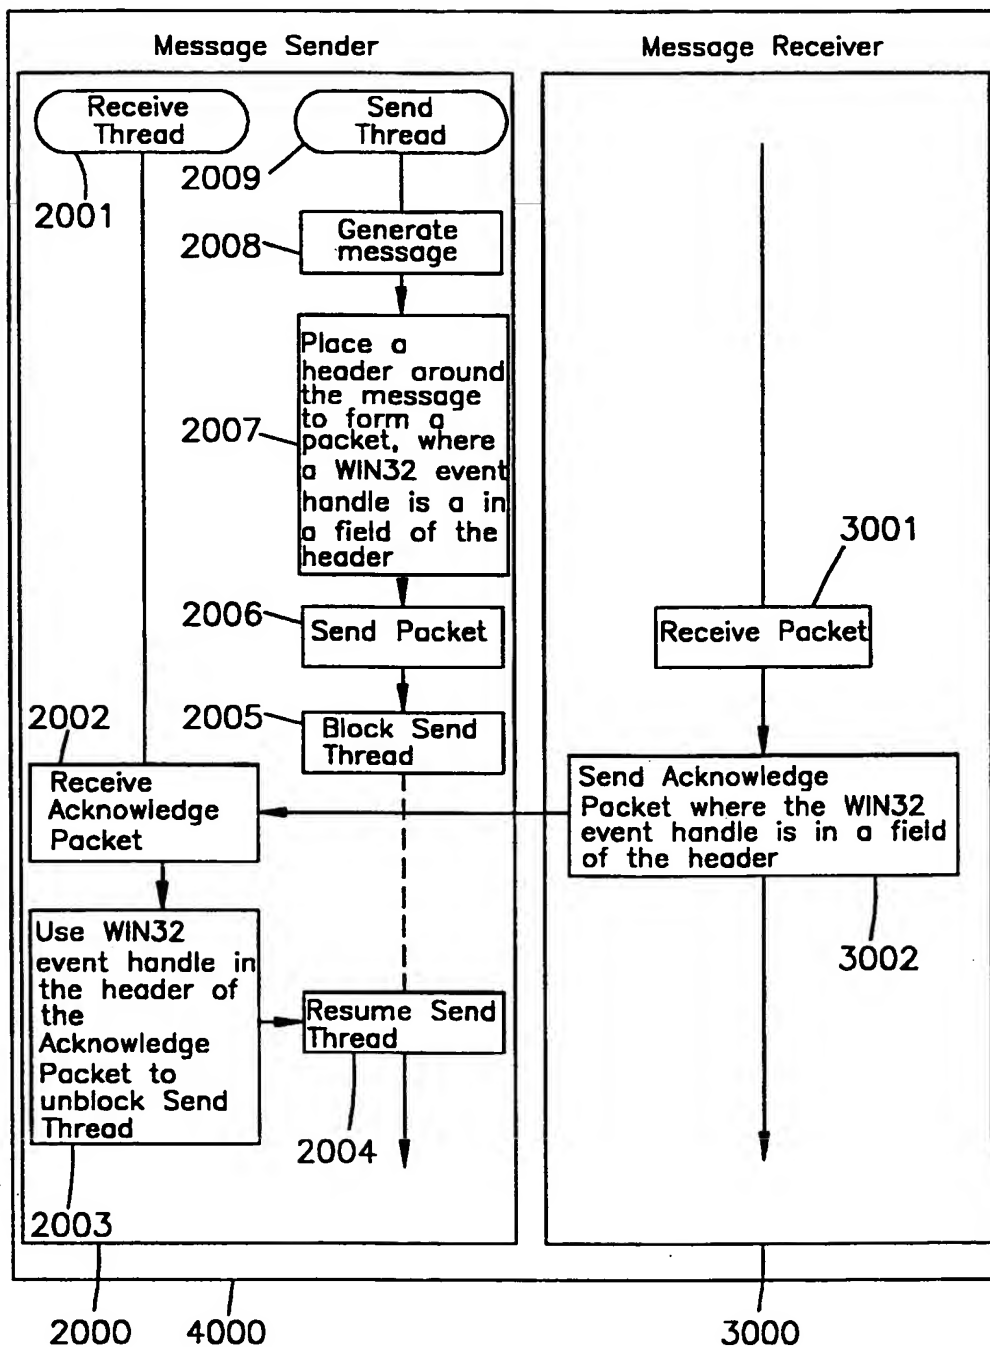 Message Sender
Message Receiver
Receive
Thread
Send
Thread
2009
2001
2008
Generate
message
Place a
header around
the message
to form a
packet, where
a WIN32 event
handle is a in
a field of the
header
2007
3001
2006
Send Packet
Receive Packet
2005
2002
Block Send
Thread
Receive
Acknowledge
Packet
Send Acknowledge
Packet where the WIN32
event handle is in a field
of the header
Use WIN32
event handle in
the header of
the
Acknowledge
Packet to
unblock Send
Thread
3002
Resume Send
Thread
2004
2003
2000
4000
3000